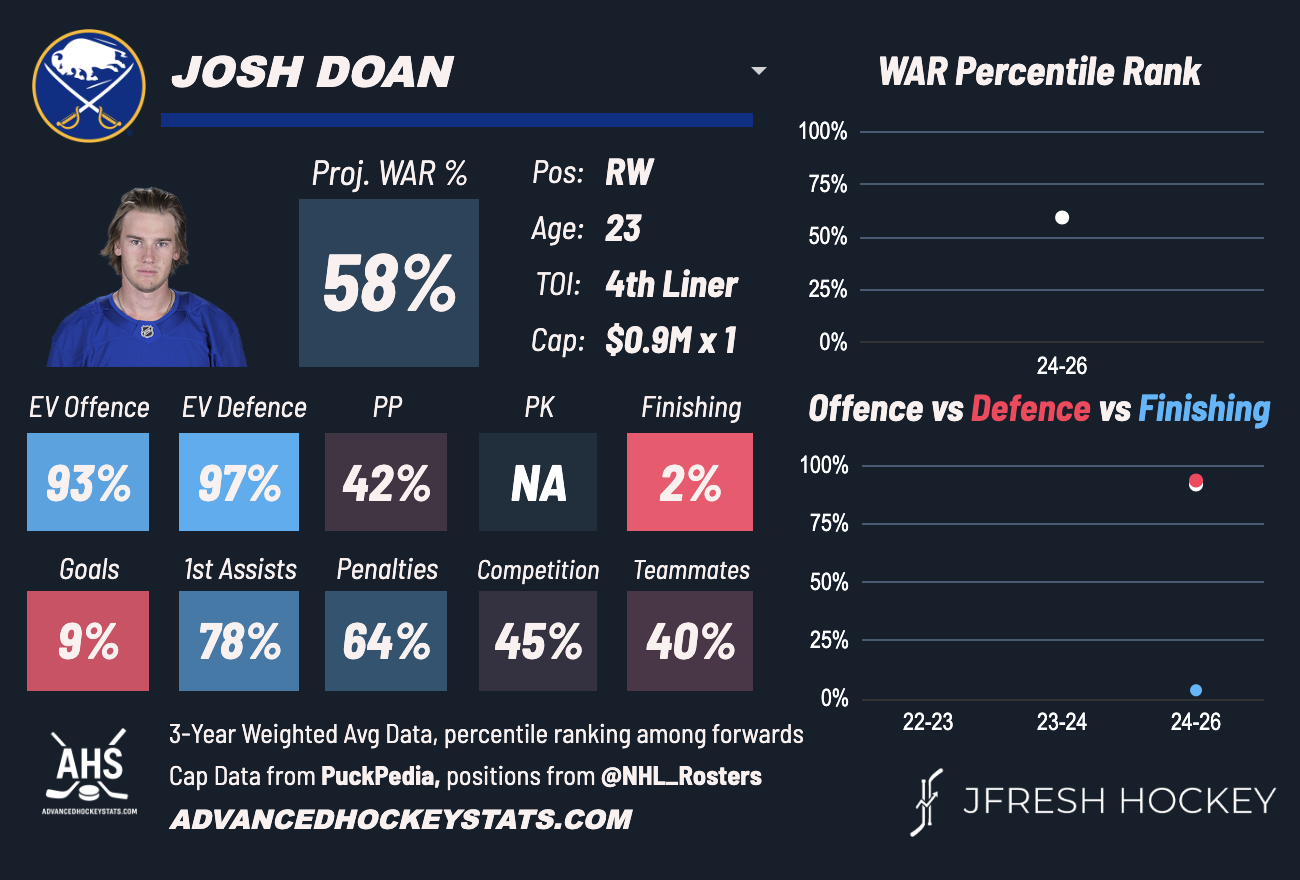 JOSH DOAN
Proj. WAR %
58%
Pos: RW
Age: 23
TOI: 4th Liner
Cap: $0.9M x 1
EV Offence EV Defence PP PK Finishing
93% 97% 42% NA 2%
Goals 1st Assists Penalties Competition Teammates
9% 78% 64% 45% 40%
3-Year Weighted Avg Data, percentile ranking among forwards
Cap Data from PuckPedia, positions from @NHL_Rosters
ADVANCEDHOCKEYSTATS.COM
AHS
ADVANCEDHOCKEYSTATS.COM
WAR Percentile Rank
100%
75%
50%
25%
0%
24-26
Offence vs Defence vs Finishing
100%
75%
50%
25%
0%
22-23 23-24 24-26
JFRESH HOCKEY